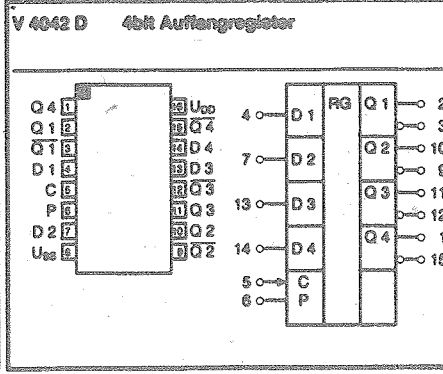 V 4042 D 4bit Auffangregister
Q 4 1 16 U_DD
Q 1 2 15 Q̅ 4̅
Q̅ 1̅ 3 14 D 4
D 1 4 13 D 3
C 5 12 Q̅ 3̅
P 6 11 Q 3
D 2 7 10 Q 2
U_SS 8 9 Q̅ 2̅
RG
4 D 1 Q 1 2
3
7 D 2 Q 2 10
9
13 D 3 Q 3 11
12
14 D 4 Q 4 1
15
5 C
6 P